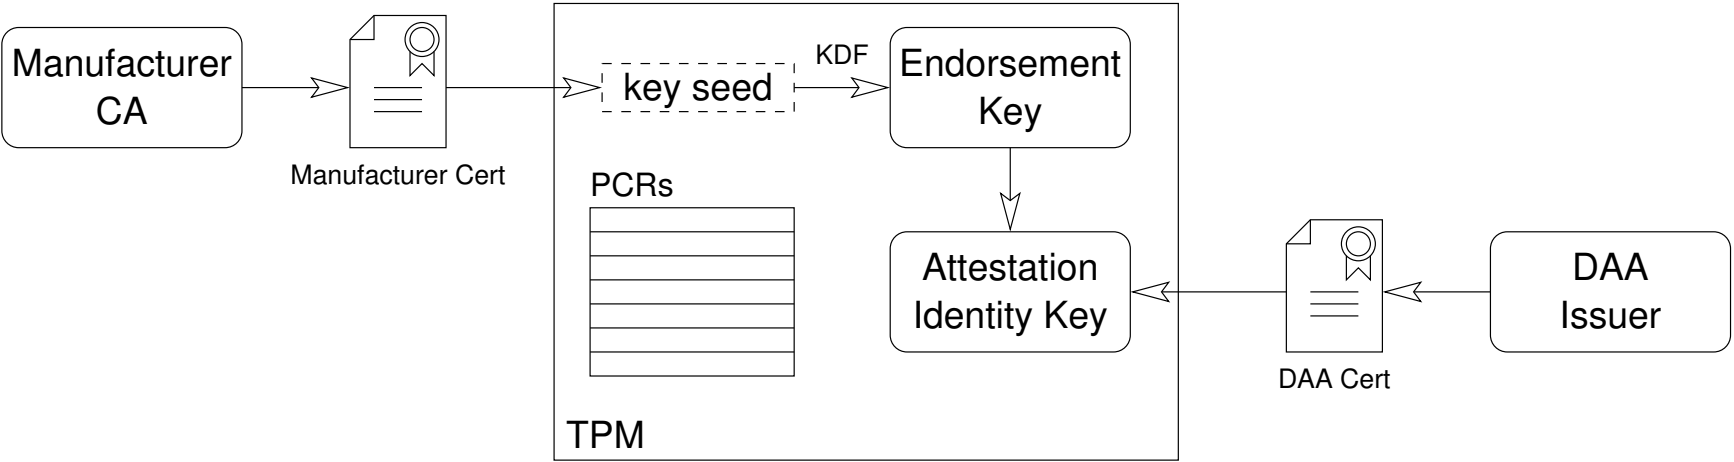 Manufacturer
CA
Manufacturer Cert
key seed
KDF
Endorsement
Key
PCRs
Attestation
Identity Key
TPM
DAA Cert
DAA
Issuer